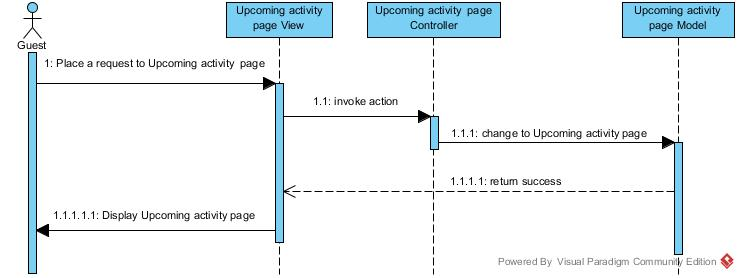 Upcoming activity
page View
Upcoming activity page
Controller
Upcoming activity
page Model
Guest
1: Place a request to Upcoming activity page
1.1: invoke action
1.1.1: change to Upcoming activity page
1.1.1.1: return success
1.1.1.1.1: Display Upcoming activity page
Powered By Visual Paradigm Community Edition